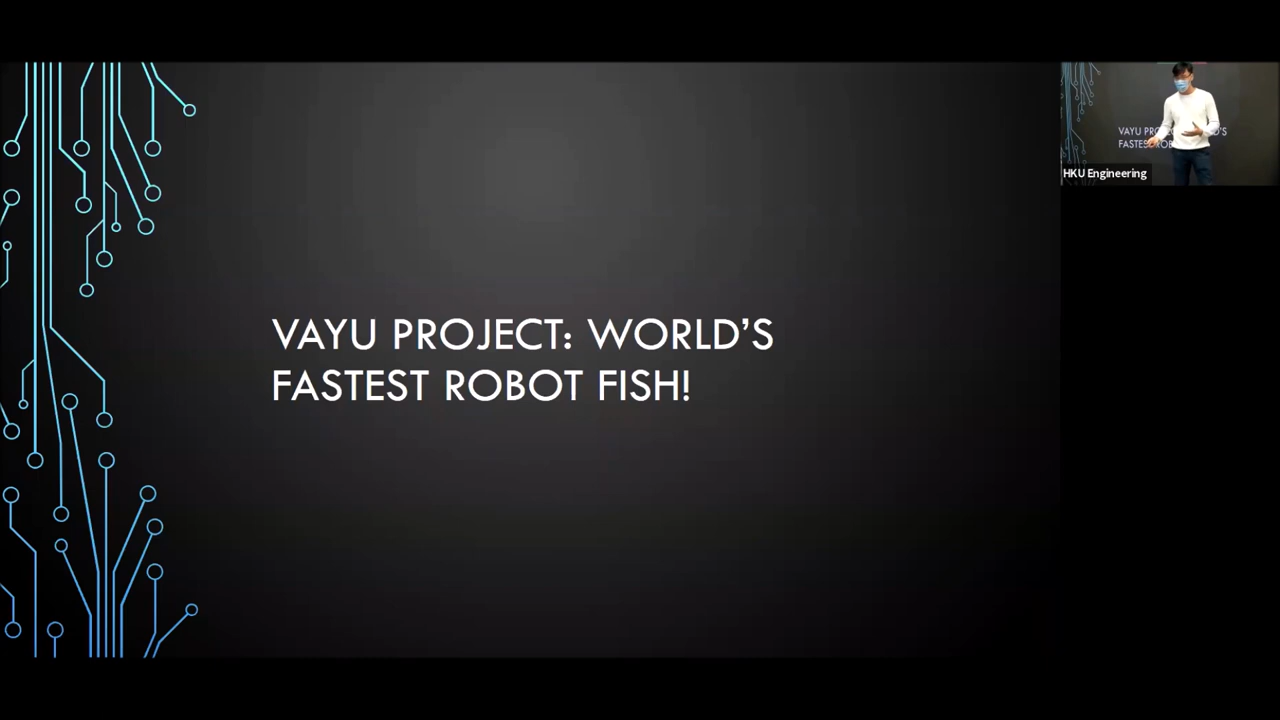 VAYU PROJECT: WORLD'S
FASTEST ROBOT FISH!
HKU Engineering